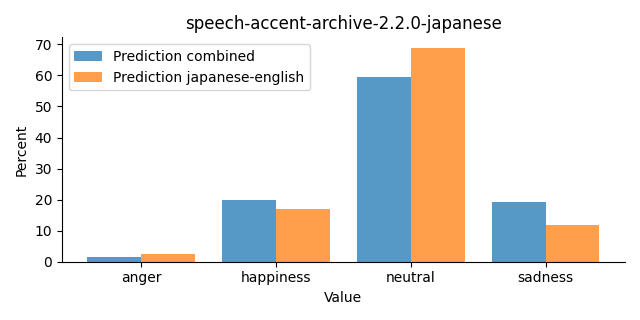 speech-accent-archive-2.2.0-japanese
Prediction combined
Prediction japanese-english
Percent
70
60
50
40
30
20
10
0
anger happiness neutral sadness
Value